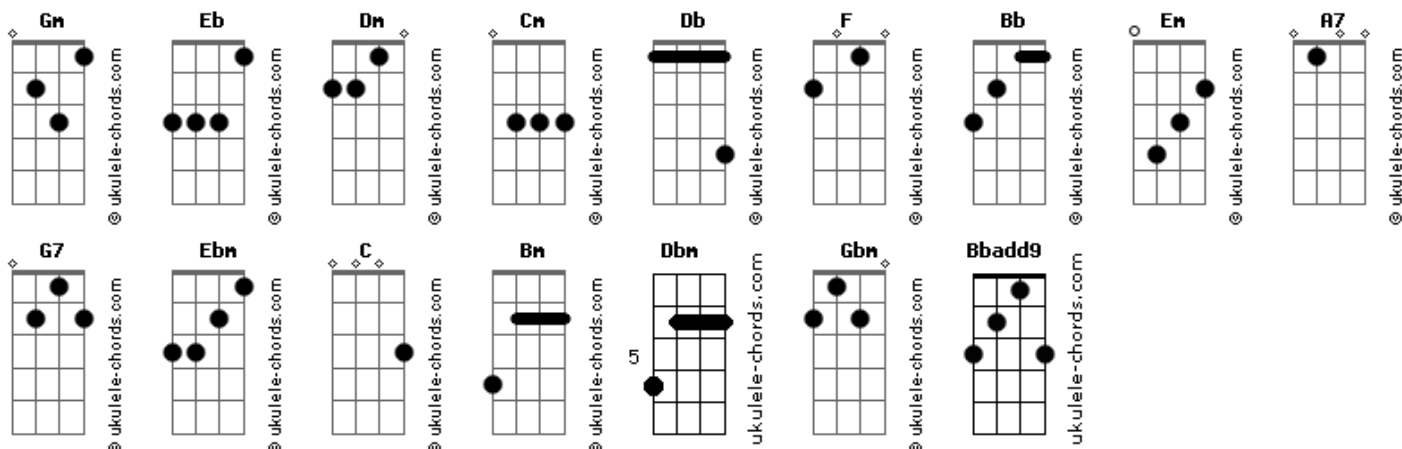 Gm Eb Dm Cm Db F Bb Em A7
© ukulele-chords.com © ukulele-chords.com © ukulele-chords.com © ukulele-chords.com © ukulele-chords.com © ukulele-chords.com © ukulele-chords.com © ukulele-chords.com © ukulele-chords.com
G7 Ebm C Bm Dbm Gbm Bbadd9
5
© ukulele-chords.com © ukulele-chords.com © ukulele-chords.com © ukulele-chords.com ukulele-chords.com © ukulele-chords.com ukulele-chords.com